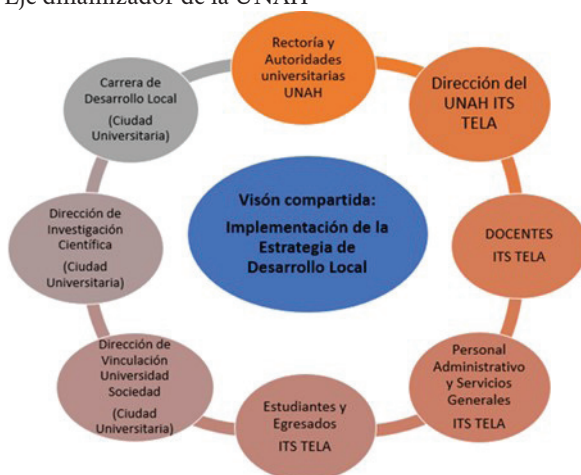 Eje dinamizador de la UNAH
Rectoría y
Autoridades
universitarias
UNAH
Dirección del
UNAH ITS
TELA
DOCENTES
ITS TELA
Personal
Administrativo
y Servicios
Generales
ITS TELA
Estudiantes y
Egresados
ITS TELA
Dirección de
Vinculación
Universidad
Sociedad
(Ciudad
Universitaria)
Dirección de
Investigación
Científica
(Ciudad
Universitaria)
Carrera de
Desarrollo Local
(Ciudad
Universitaria)
Visón compartida:
Implementación de la
Estrategia de
Desarrollo Local